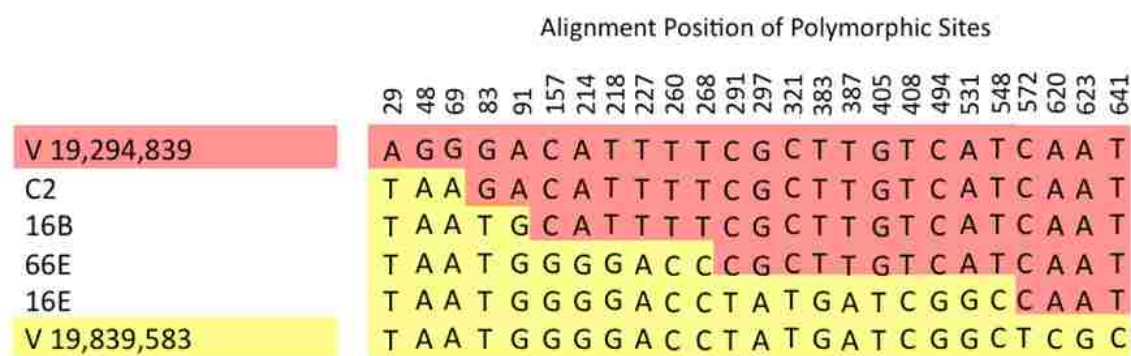 Alignment Position of Polymorphic Sites
29 48 69 83 91 157 214 218 227 260 268 291 297 321 383 387 405 408 494 531 548 572 620 623 641
V 19,294,839 A G G G A C A T T T T C G C T T G T C A T C A A T
C2 T A A G A C A T T T T C G C T T G T C A T C A A T
16B T A A T G C A T T T T C G C T T G T C A T C A A T
66E T A A T G G G G A C C C G C T T G T C A T C A A T
16E T A A T G G G G A C C T A T G A T C G G C C A A T
V 19,839,583 T A A T G G G G A C C T A T G A T C G G C T C G C